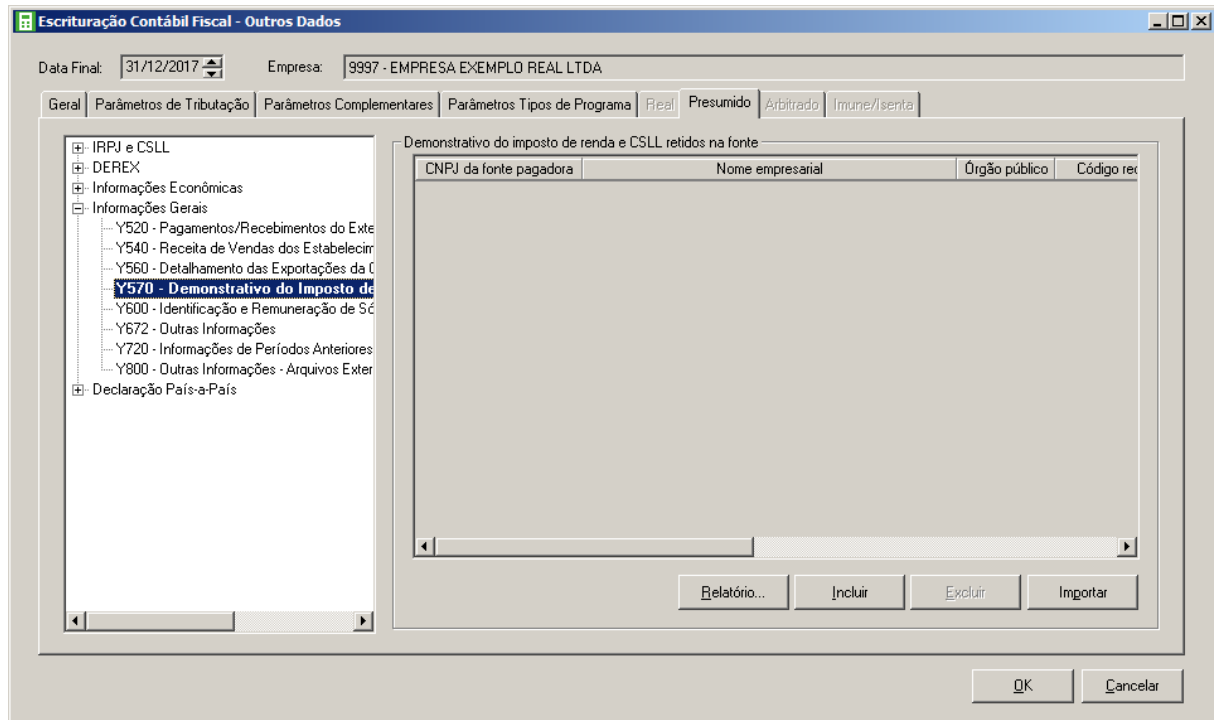 Escrituração Contábil Fiscal - Outros Dados
Data Final: 31/12/2017 Empresa: 9997 - EMPRESA EXEMPLO REAL LTDA
Geral Parâmetros de Tributação Parâmetros Complementares Parâmetros Tipos de Programa Real Presumido Arbitrado Imune/Isenta
IRPJ e CSLL
DEREX
Informações Econômicas
Informações Gerais
Y520 - Pagamentos/Recebimentos do Exte
Y540 - Receita de Vendas dos Estabelecim
Y560 - Detalhamento das Exportações da C
Y570 - Demonstrativo do Imposto de
Y600 - Identificação e Remuneração de Só
Y672 - Outras Informações
Y720 - Informações de Períodos Anteriores
Y800 - Outras Informações - Arquivos Exter
Declaração País-a-País
Demonstrativo do imposto de renda e CSLL retidos na fonte
CNPJ da fonte pagadora Nome empresarial Órgão público Código rec
Relatório... Incluir Excluir Importar
OK Cancelar